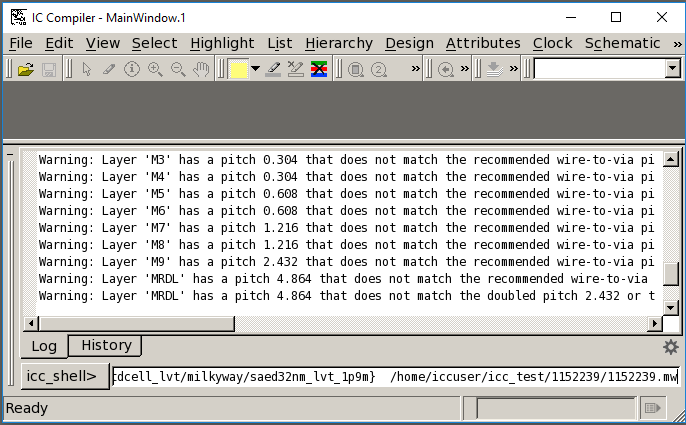 IC Compiler - MainWindow.1
File Edit View Select Highlight List Hierarchy Design Attributes Clock Schematic »
» » »
Warning: Layer 'M3' has a pitch 0.304 that does not match the recommended wire-to-via pi
Warning: Layer 'M4' has a pitch 0.304 that does not match the recommended wire-to-via pi
Warning: Layer 'M5' has a pitch 0.608 that does not match the recommended wire-to-via pi
Warning: Layer 'M6' has a pitch 0.608 that does not match the recommended wire-to-via pi
Warning: Layer 'M7' has a pitch 1.216 that does not match the recommended wire-to-via pi
Warning: Layer 'M8' has a pitch 1.216 that does not match the recommended wire-to-via pi
Warning: Layer 'M9' has a pitch 2.432 that does not match the recommended wire-to-via pi
Warning: Layer 'MRDL' has a pitch 4.864 that does not match the recommended wire-to-via
Warning: Layer 'MRDL' has a pitch 4.864 that does not match the doubled pitch 2.432 or t
Log History
icc_shell> :dcell_lvt/milkyway/saed32nm_lvt_1p9m} /home/iccuser/icc_test/1152239/1152239.mw
Ready